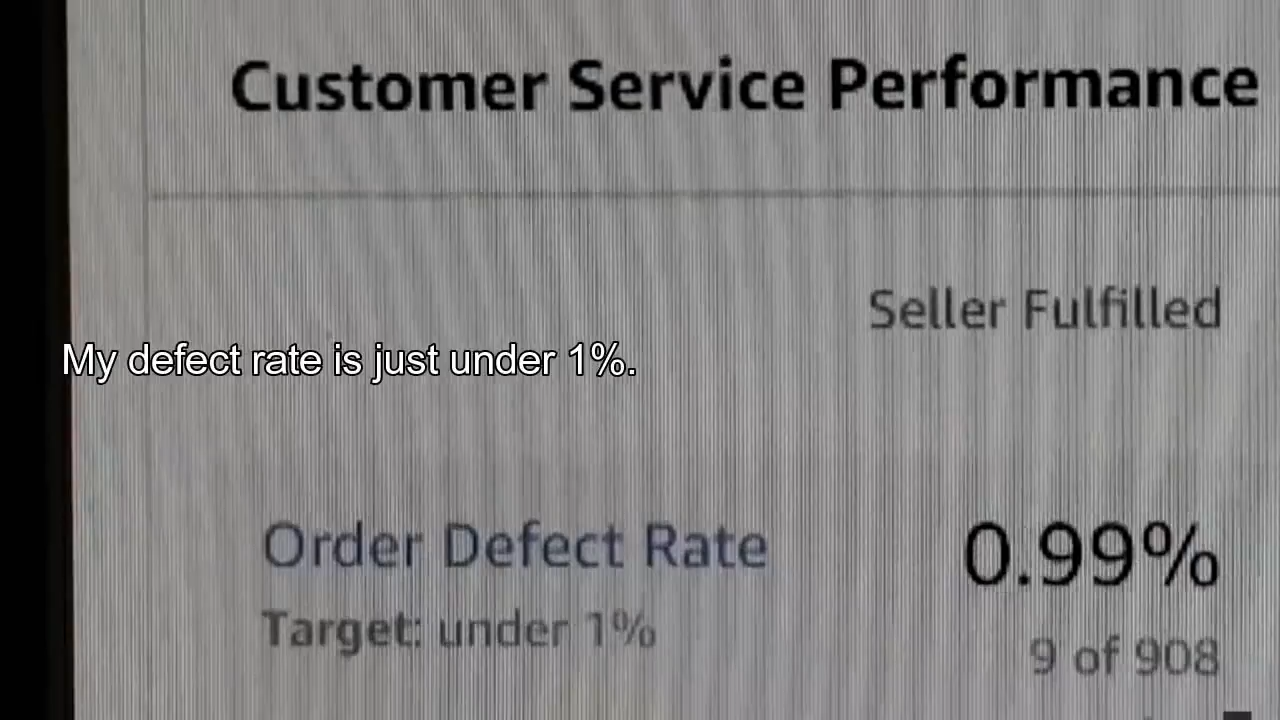 Customer Service Performance
Seller Fulfilled
My defect rate is just under 1%.
Order Defect Rate
0.99%
Target: under 1%
9 of 908